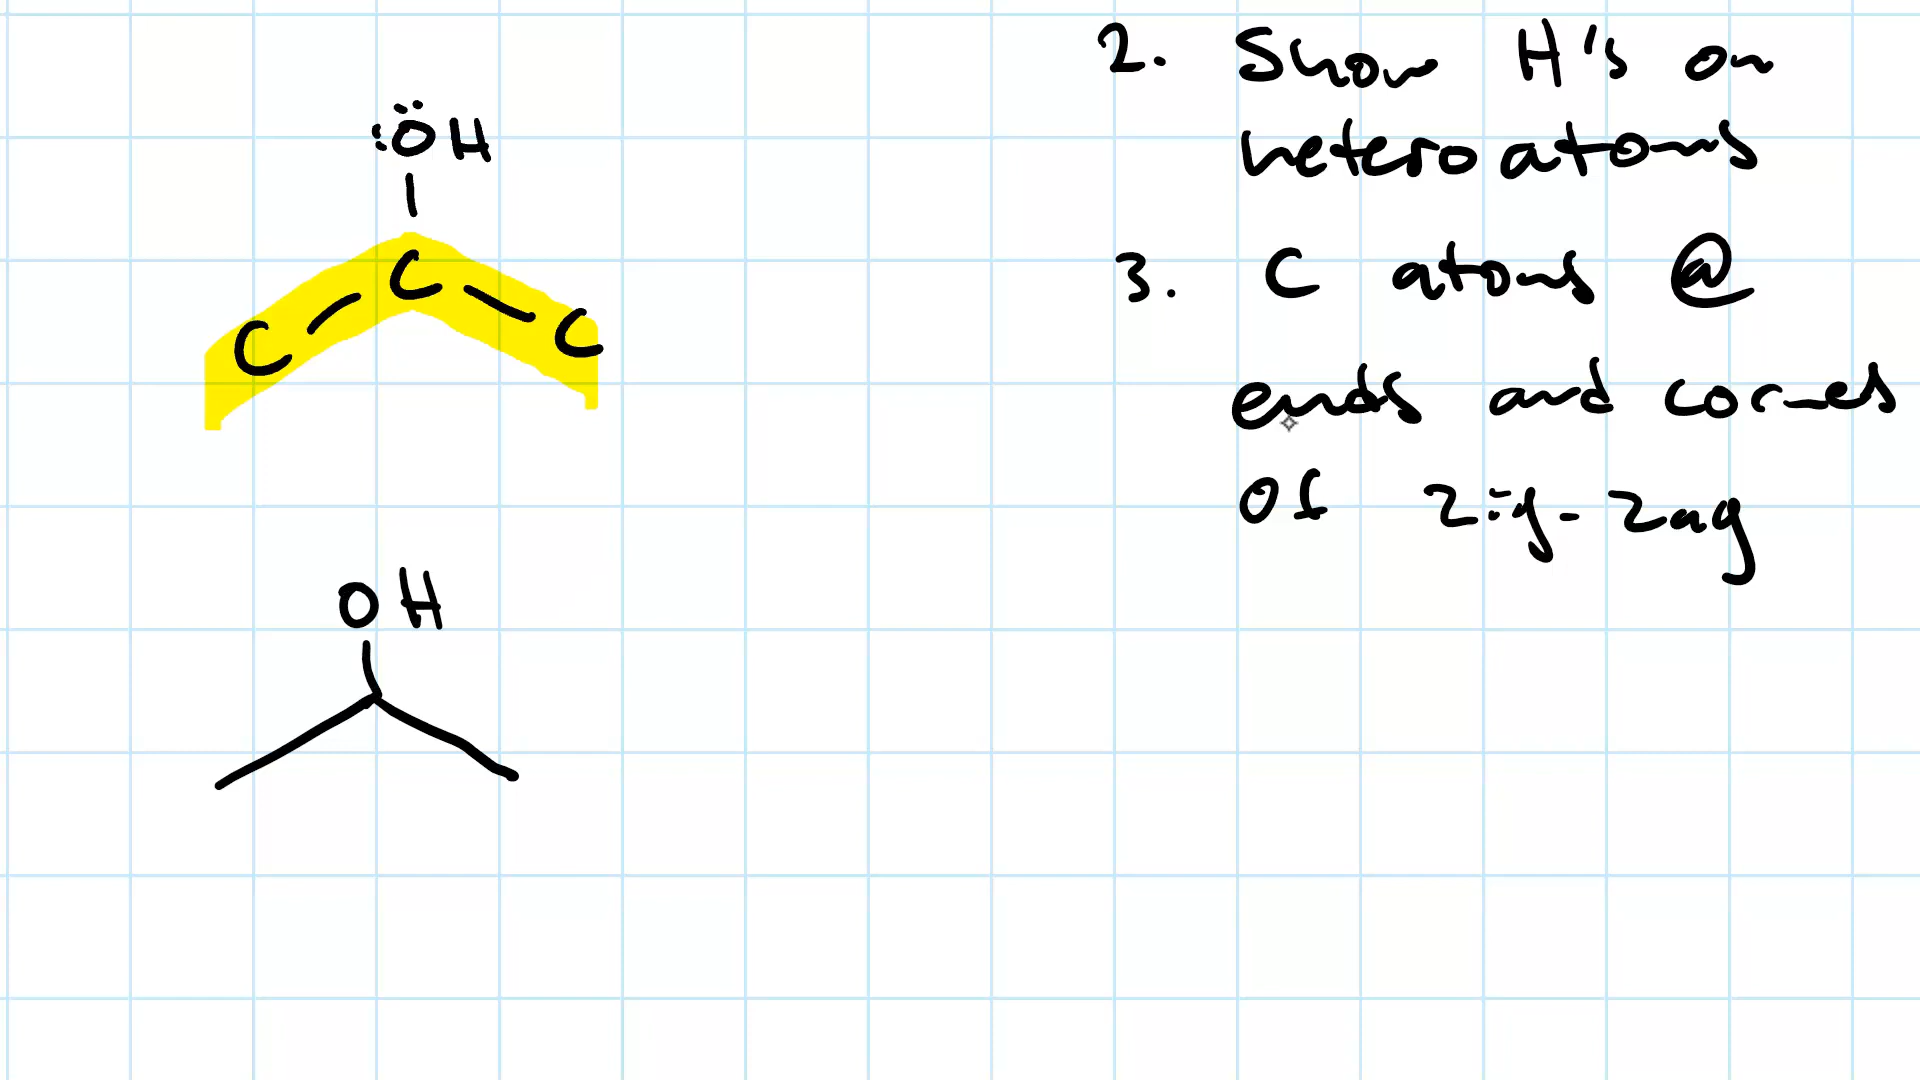 2. Show H's on
heteroatoms
3. C atoms @
ends and corners
of zig-zag
:ÖH
C
C C
OH